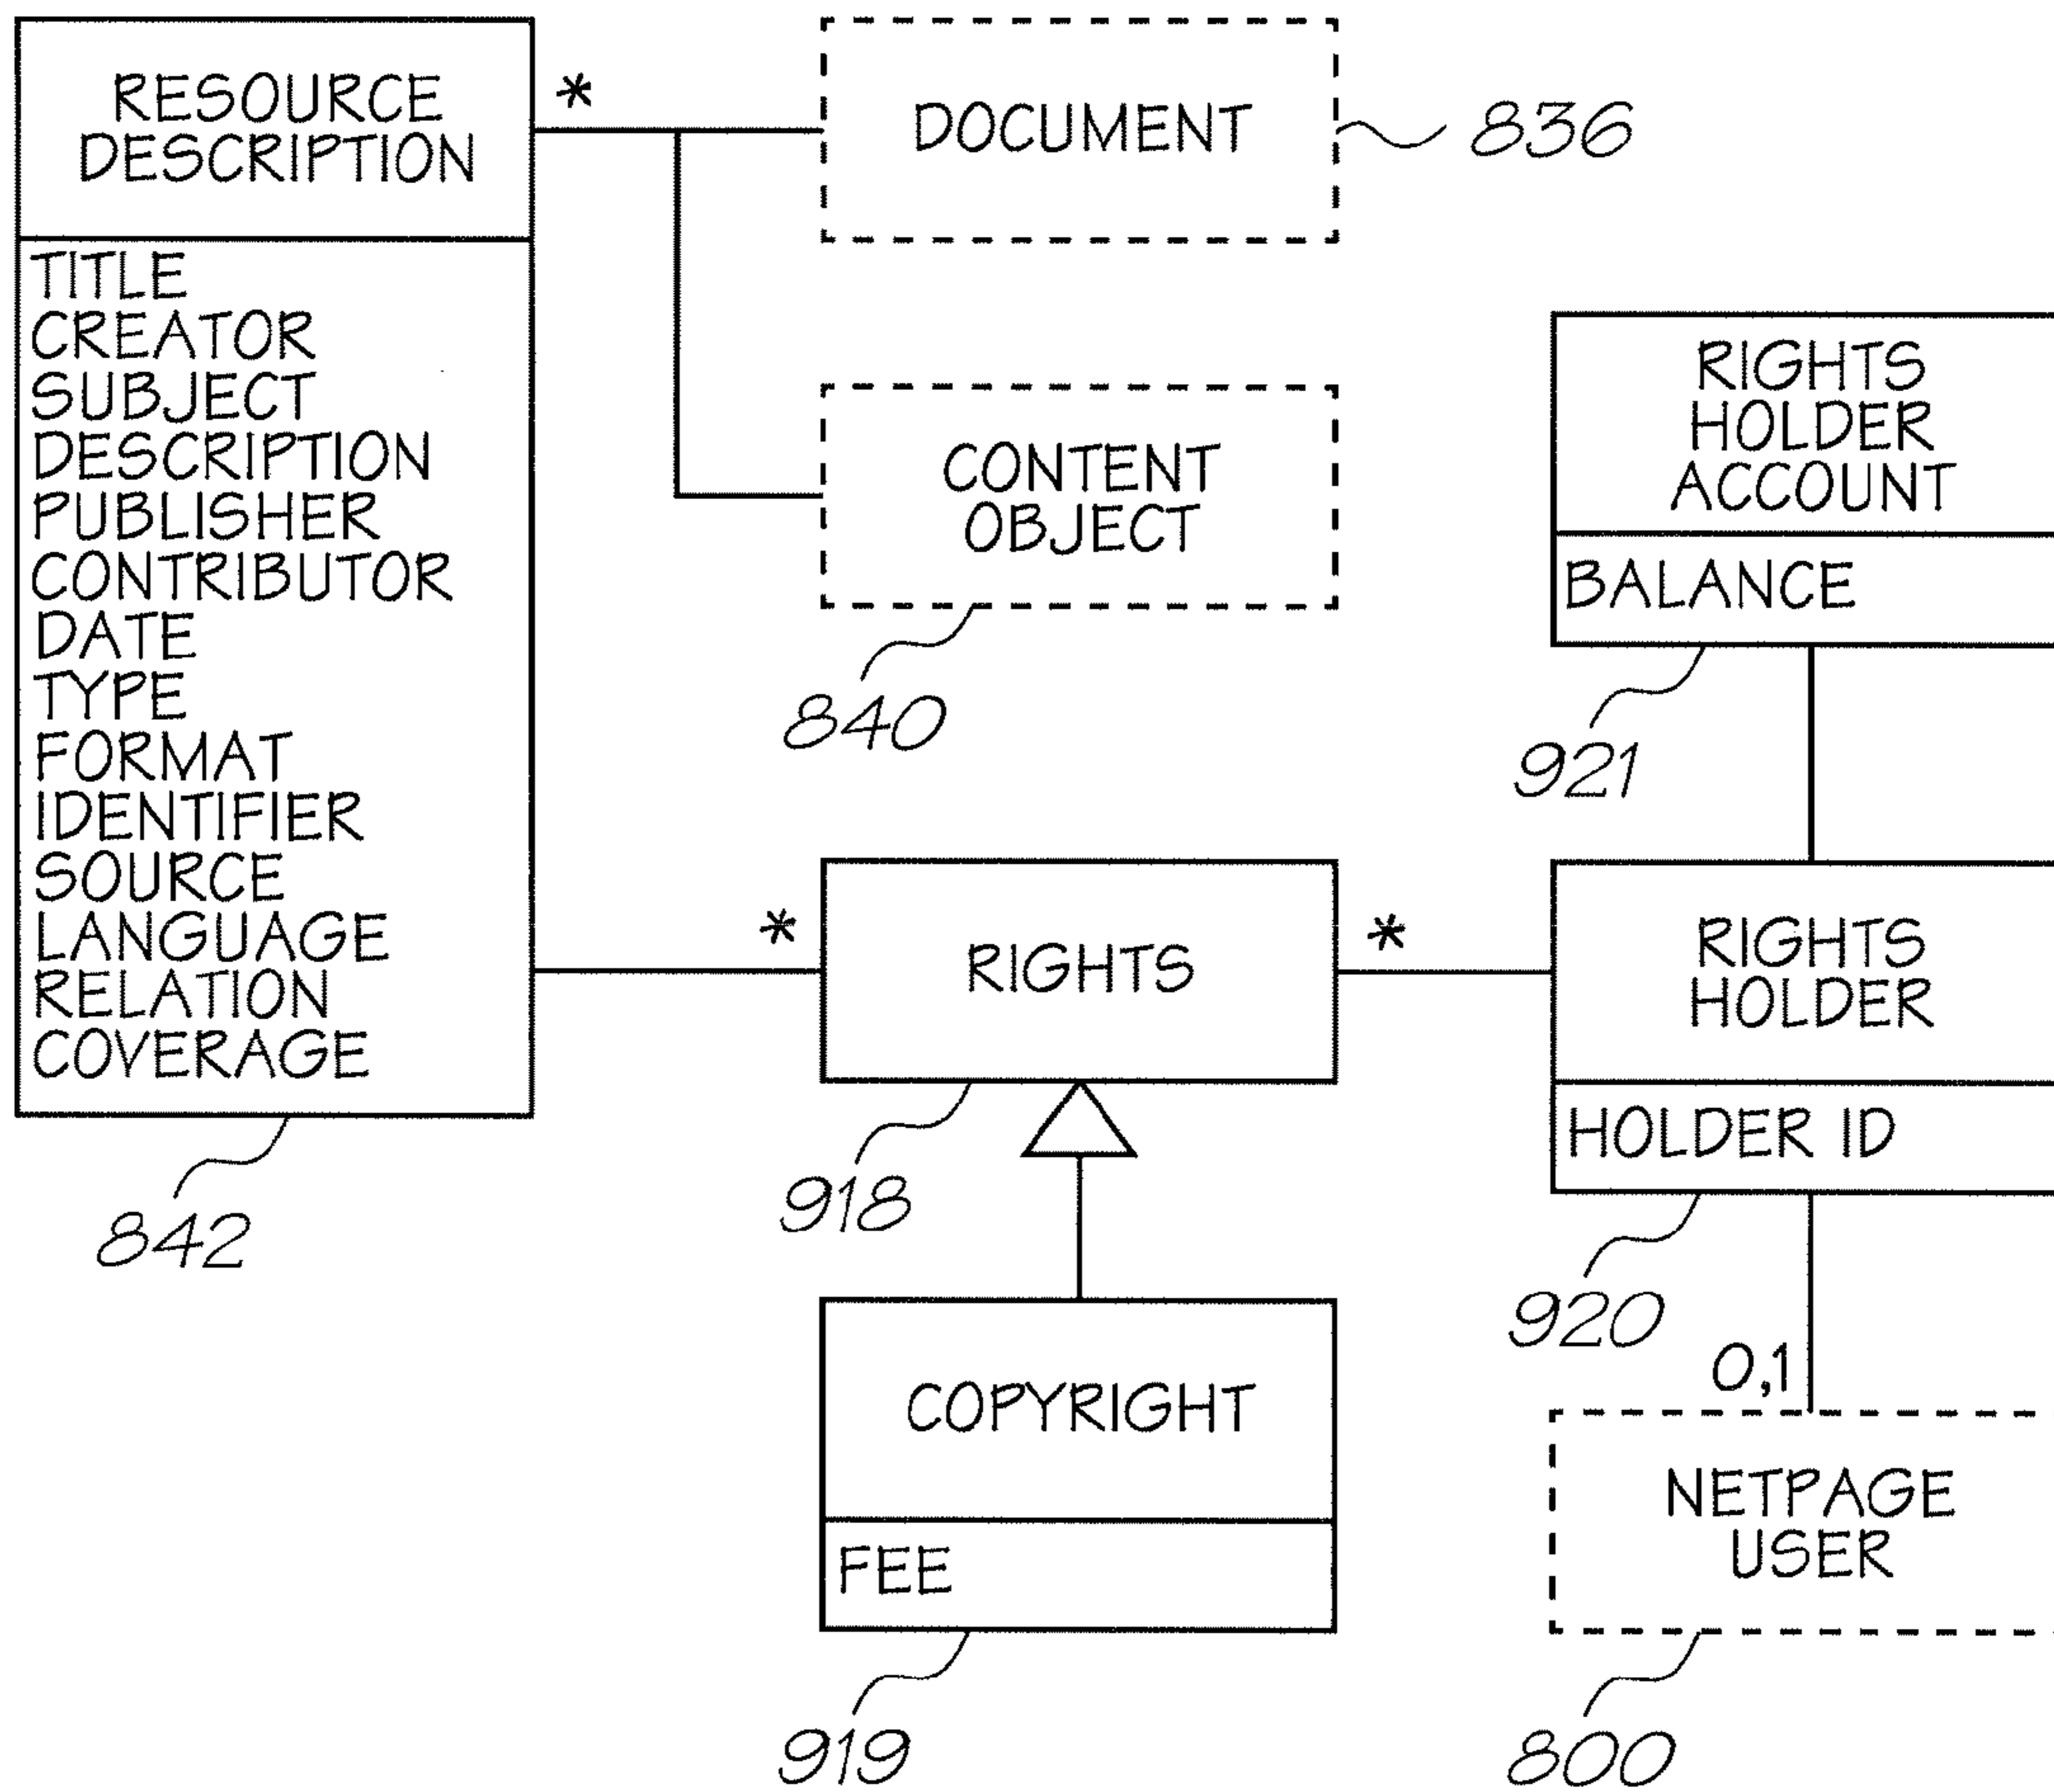 RESOURCE
DESCRIPTION
TITLE
CREATOR
SUBJECT
DESCRIPTION
PUBLISHER
CONTRIBUTOR
DATE
TYPE
FORMAT
IDENTIFIER
SOURCE
LANGUAGE
RELATION
COVERAGE
842
*
DOCUMENT
836
CONTENT
OBJECT
840
RIGHTS
HOLDER
ACCOUNT
BALANCE
921
*
RIGHTS
918
*
RIGHTS
HOLDER
HOLDER ID
920
COPYRIGHT
FEE
919
0,1
NETPAGE
USER
800